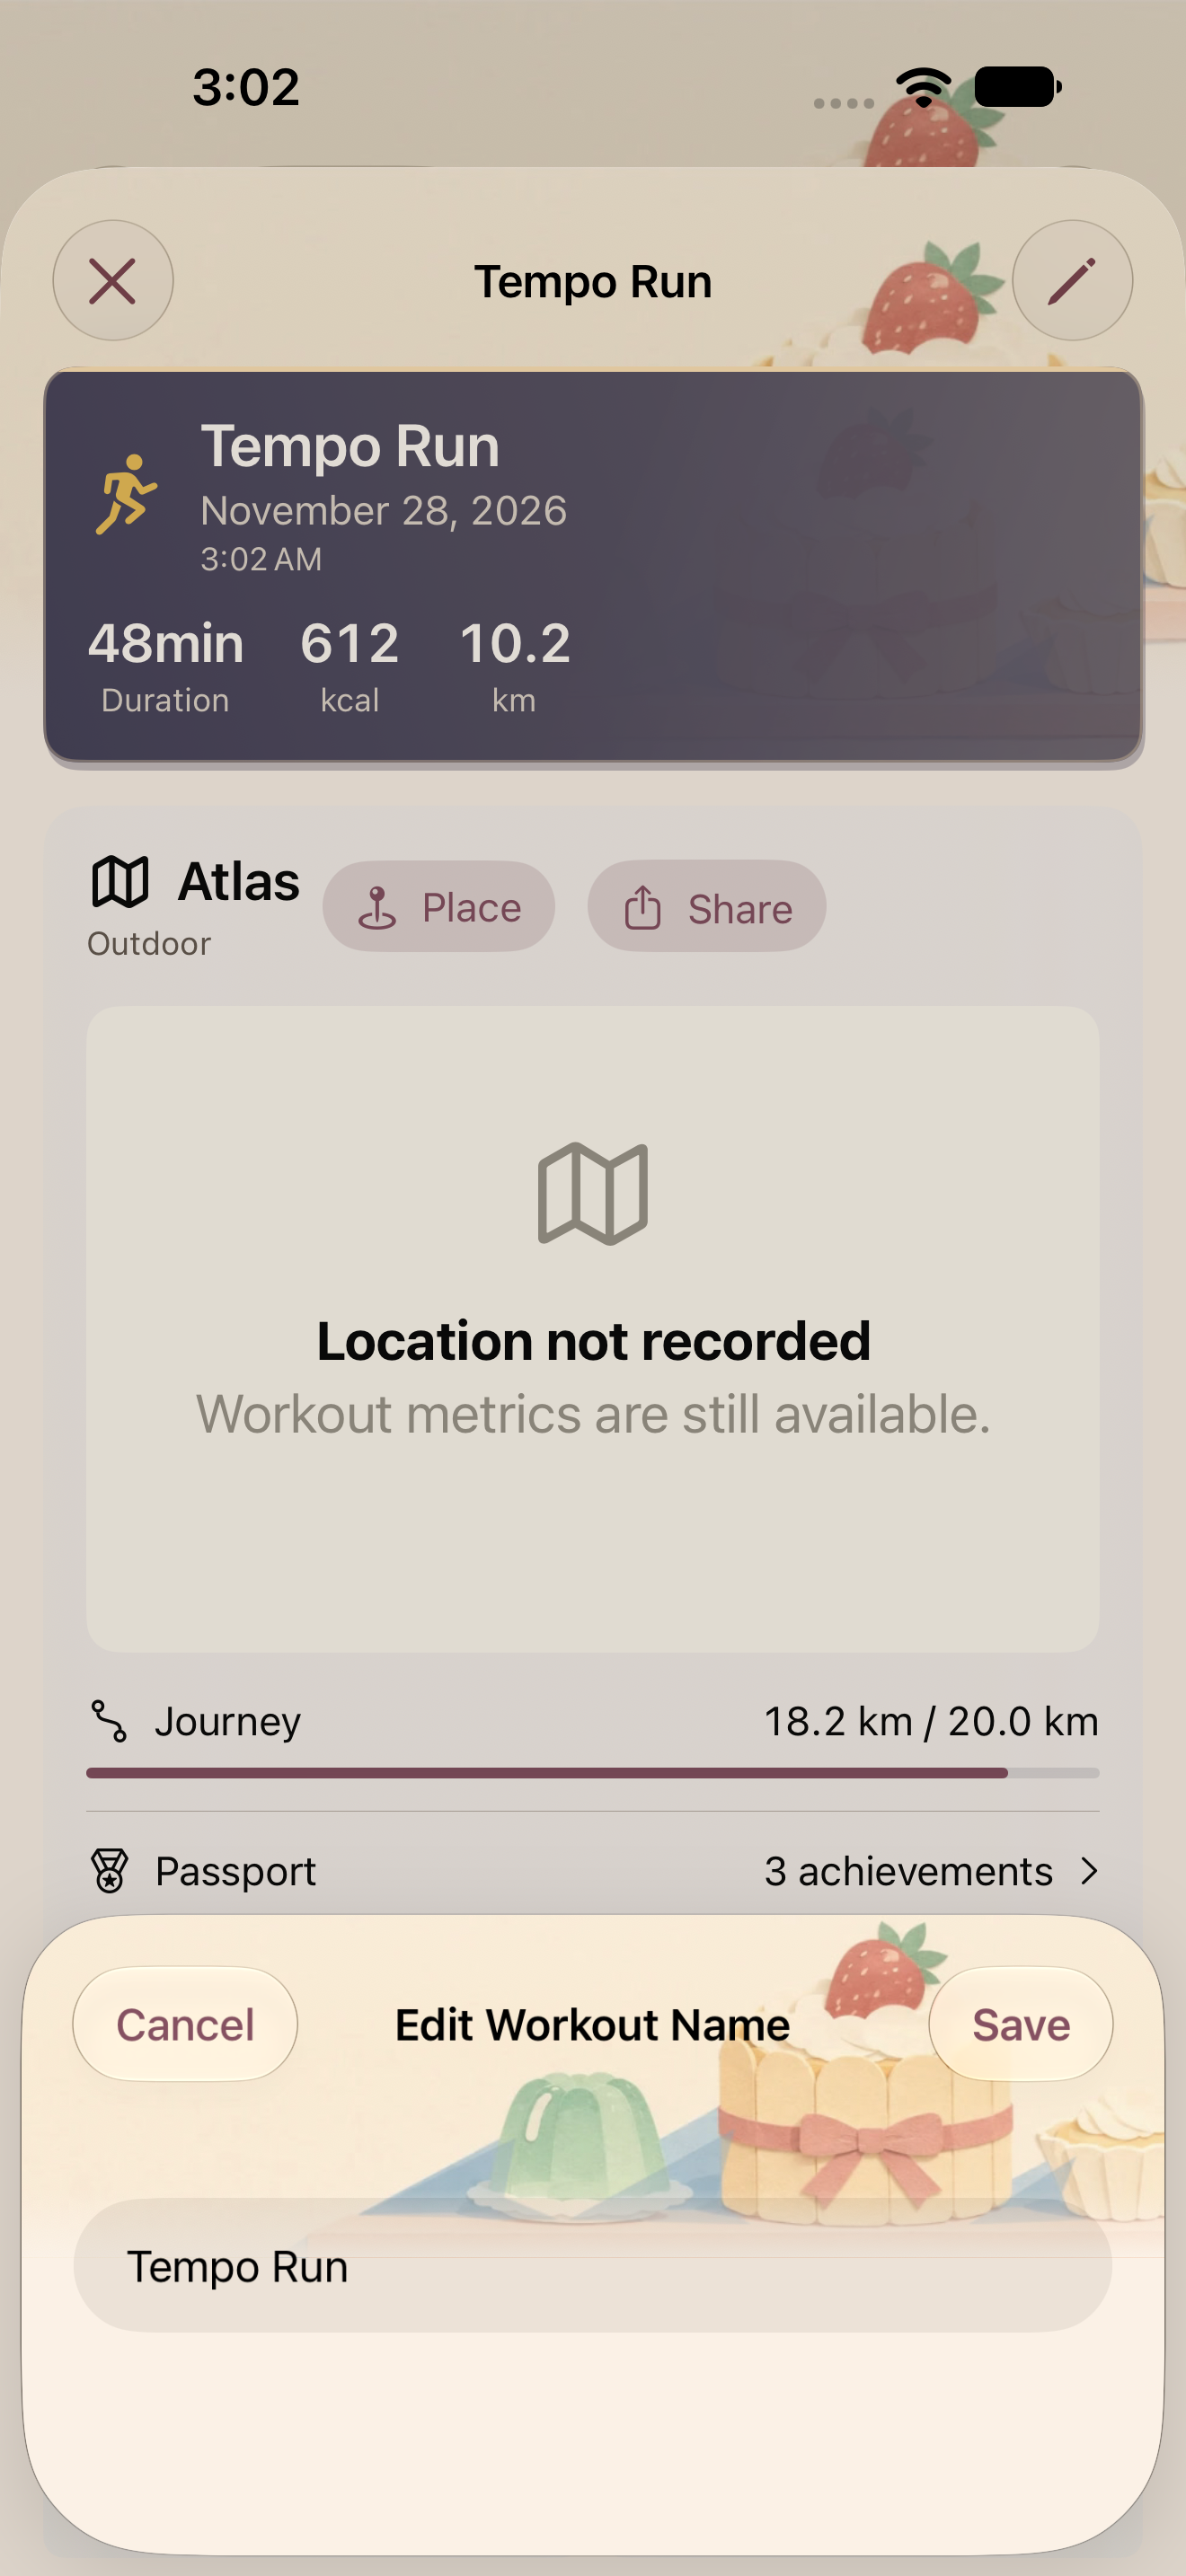 3:02
Tempo Run
Tempo Run
November 28, 2026
3:02 AM
48min 612 10.2
Duration kcal km
Atlas
Outdoor
Place
Share
Location not recorded
Workout metrics are still available.
Journey 18.2 km / 20.0 km
Passport 3 achievements
Cancel Edit Workout Name Save
Tempo Run